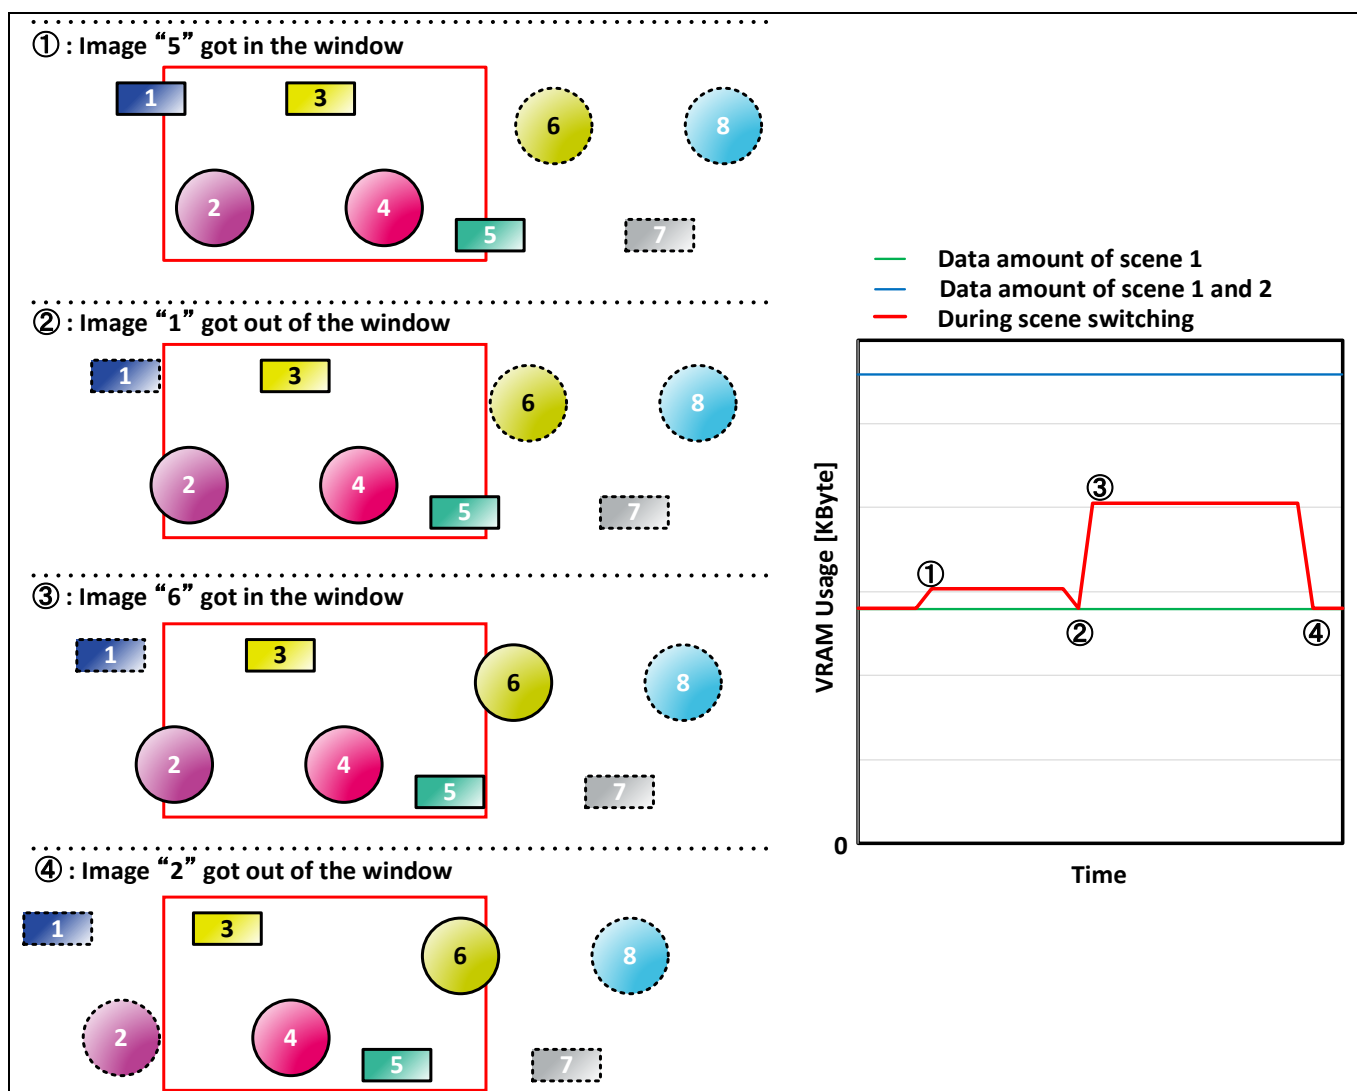 ① : Image “5” got in the window
1 3
6 8
2 4
5 7
② : Image “1” got out of the window
1 3
6 8
2 4
5 7
③ : Image “6” got in the window
1 3
6 8
2 4
5 7
④ : Image “2” got out of the window
1 3
6 8
2 4
5 7
Data amount of scene 1
Data amount of scene 1 and 2
During scene switching
VRAM Usage [KByte]
①
②
③
④
0
Time